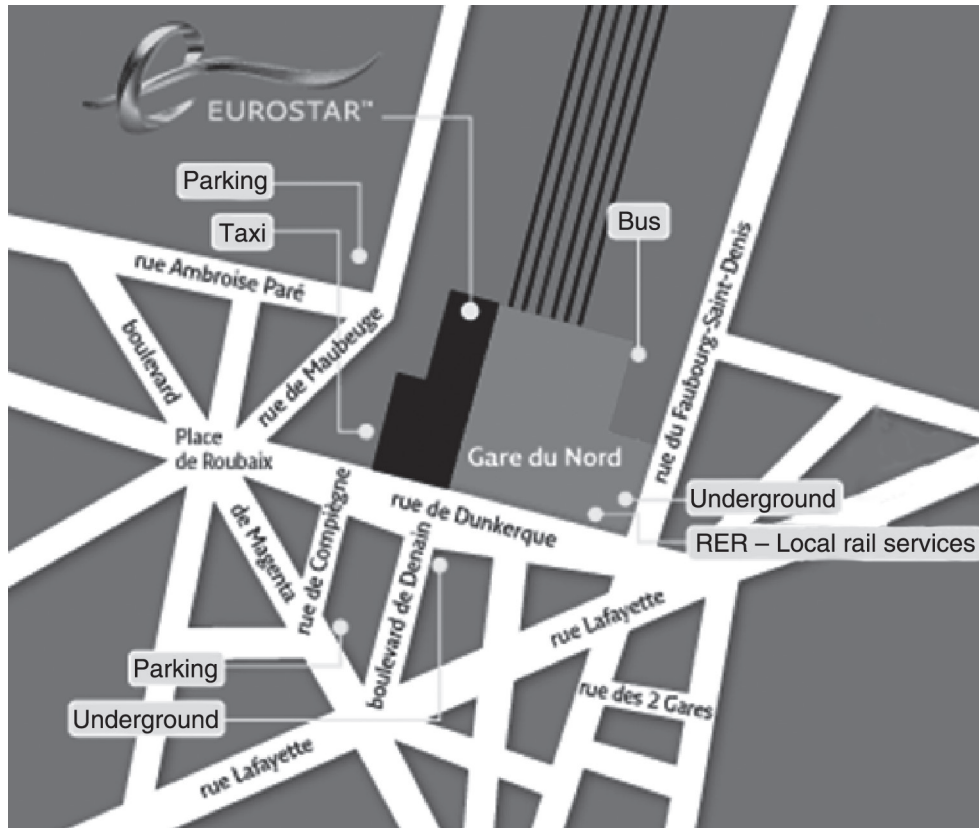 EUROSTAR™
Parking
Taxi
Bus
rue Ambroise Paré
boulevard
rue de Maubeuge
rue du Faubourg-Saint-Denis
Place
de Roubaix
Gare du Nord
rue de Dunkerque
Underground
RER – Local rail services
de Magenta
rue de Compiègne
boulevard de Denain
rue Lafayette
Parking
rue des 2 Gares
Underground
rue Lafayette